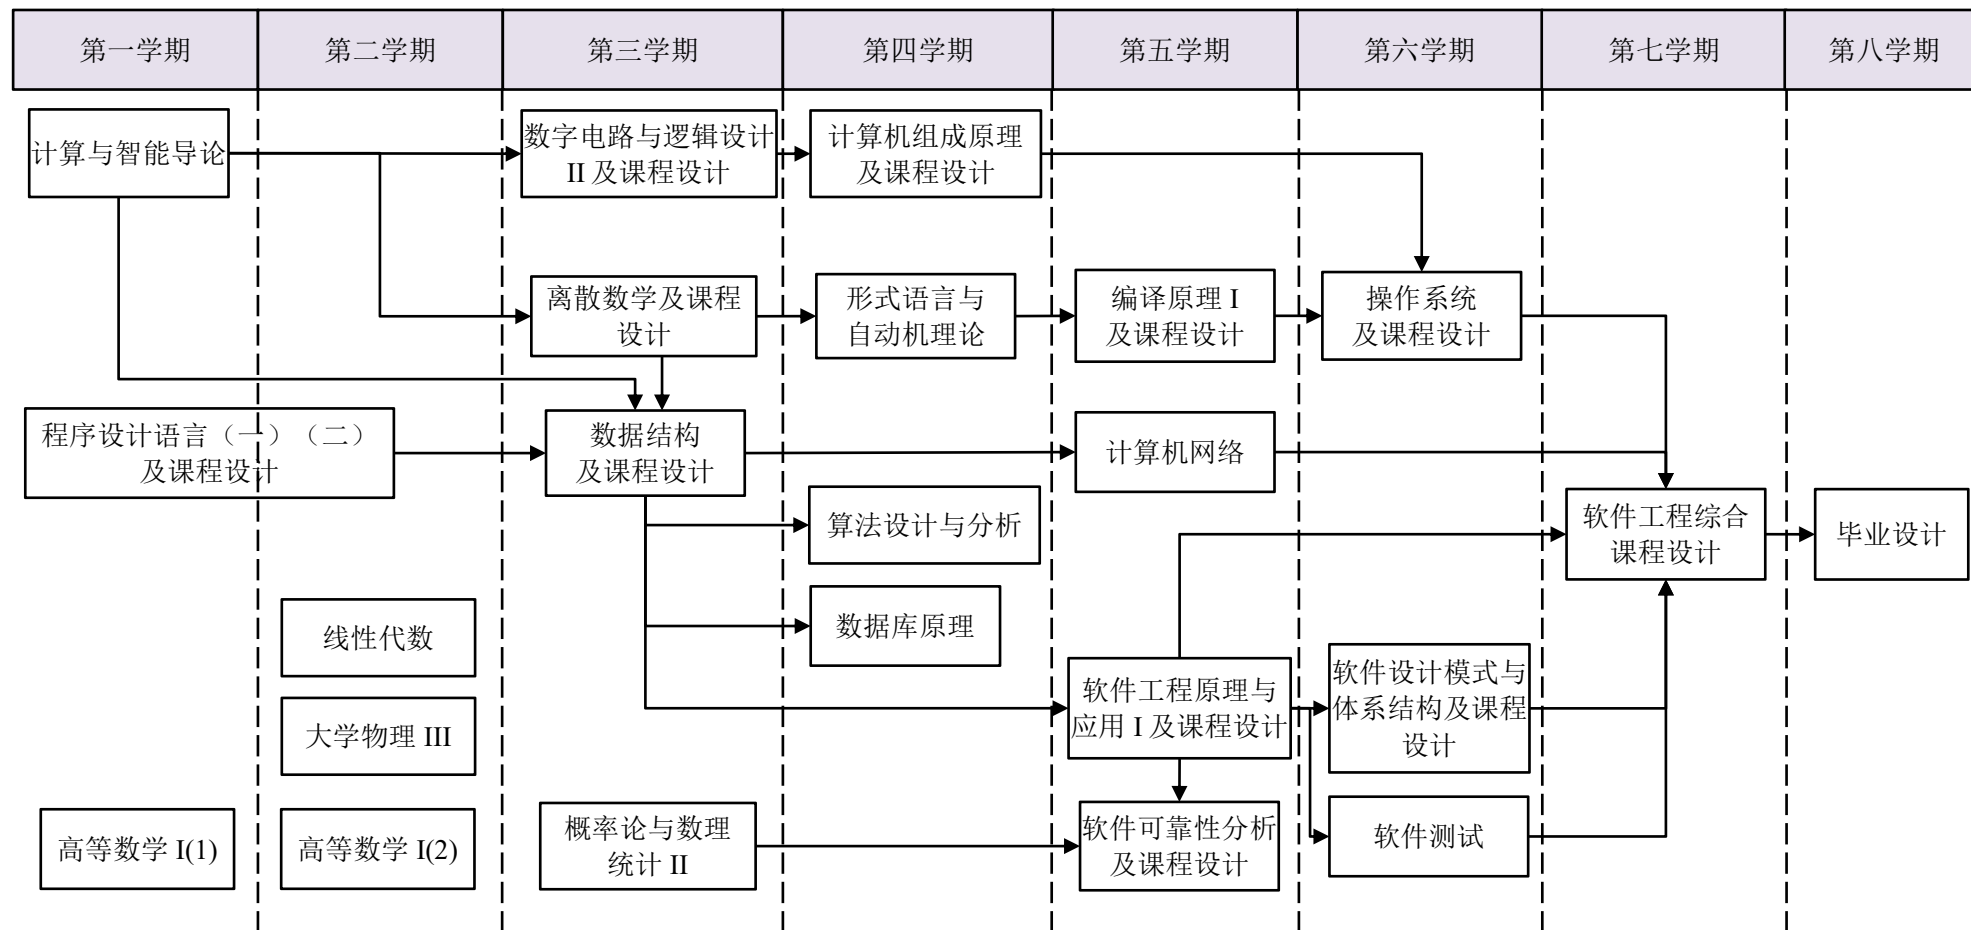 第一学期
第二学期
第三学期
第四学期
第五学期
第六学期
第七学期
第八学期
计算与智能导论
数字电路与逻辑设计
II 及课程设计
计算机组成原理
及课程设计
离散数学及课程
设计
形式语言与
自动机理论
编译原理 I
及课程设计
操作系统
及课程设计
程序设计语言（一）（二）
及课程设计
数据结构
及课程设计
计算机网络
算法设计与分析
软件工程综合
课程设计
毕业设计
线性代数
数据库原理
大学物理 III
软件工程原理与
应用 I 及课程设计
软件设计模式与
体系结构及课程
设计
高等数学 I(1)
高等数学 I(2)
概率论与数理
统计 II
软件可靠性分析
及课程设计
软件测试